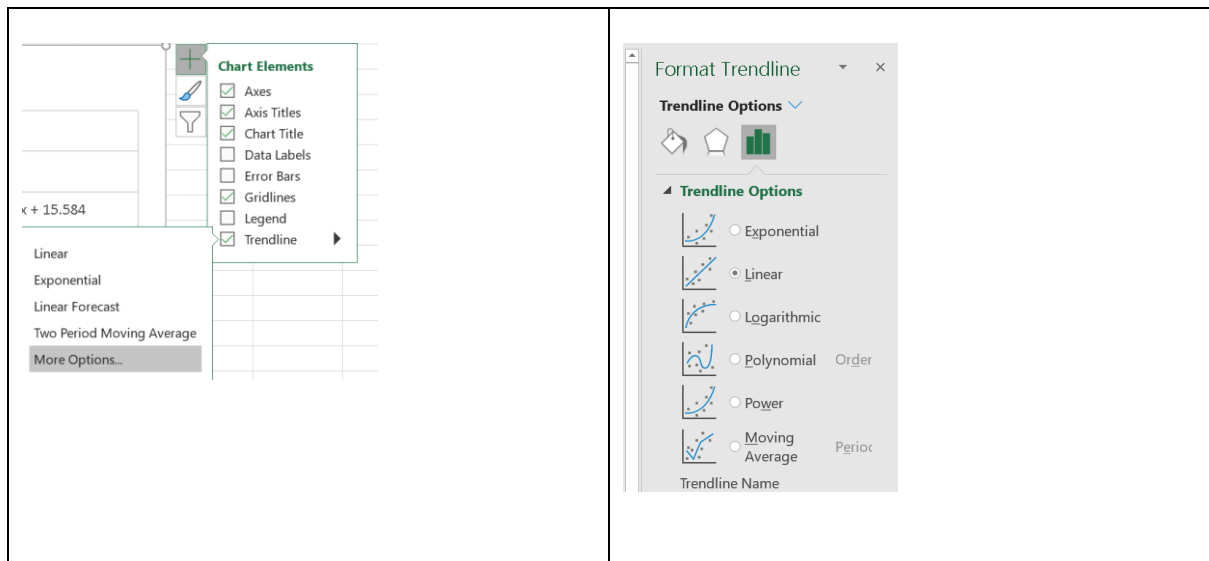 Chart Elements
Axes
Axis Titles
Chart Title
Data Labels
Error Bars
Gridlines
Legend
Trendline
x + 15.584
Linear
Exponential
Linear Forecast
Two Period Moving Average
More Options...
Format Trendline
Trendline Options
Trendline Options
Exponential
Linear
Logarithmic
Polynomial Order
Power
Moving
Average Perioc
Trendline Name